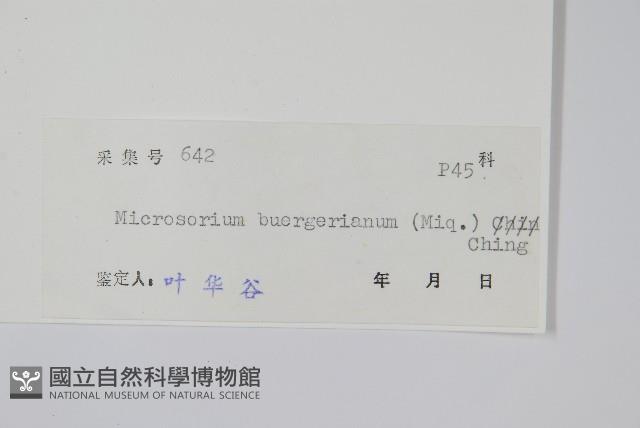 采集号 642
P45 科
Microsorium buergerianum (Miq.) Chin
Ching
鉴定人: 叶华谷 年 月 日
國立自然科學博物館
NATIONAL MUSEUM OF NATURAL SCIENCE